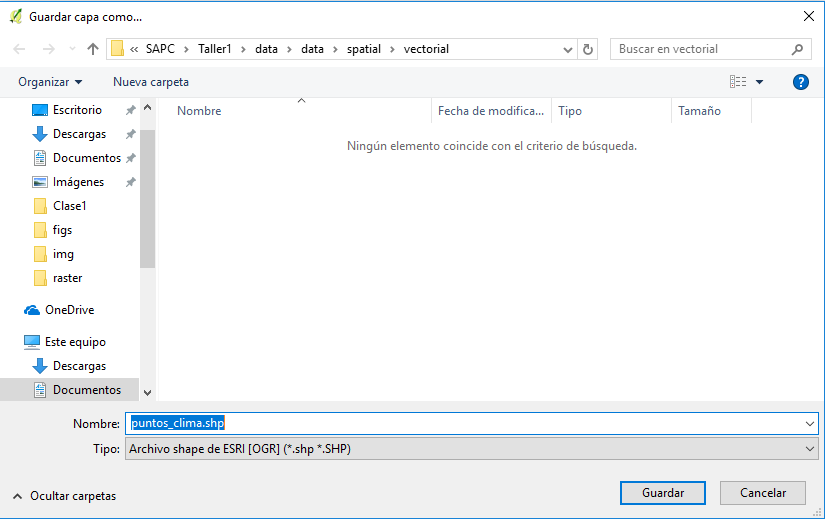 Guardar capa como...
« SAPC › Taller1 › data › data › spatial › vectorial
Buscar en vectorial
Organizar
Nueva carpeta
?
Escritorio
Descargas
Documentos
Imágenes
Clase1
figs
img
raster
OneDrive
Este equipo
Descargas
Documentos
Nombre Fecha de modifica... Tipo Tamaño
Ningún elemento coincide con el criterio de búsqueda.
Nombre: puntos_clima.shp
Tipo: Archivo shape de ESRI [OGR] (*.shp *.SHP)
Ocultar carpetas
Guardar
Cancelar